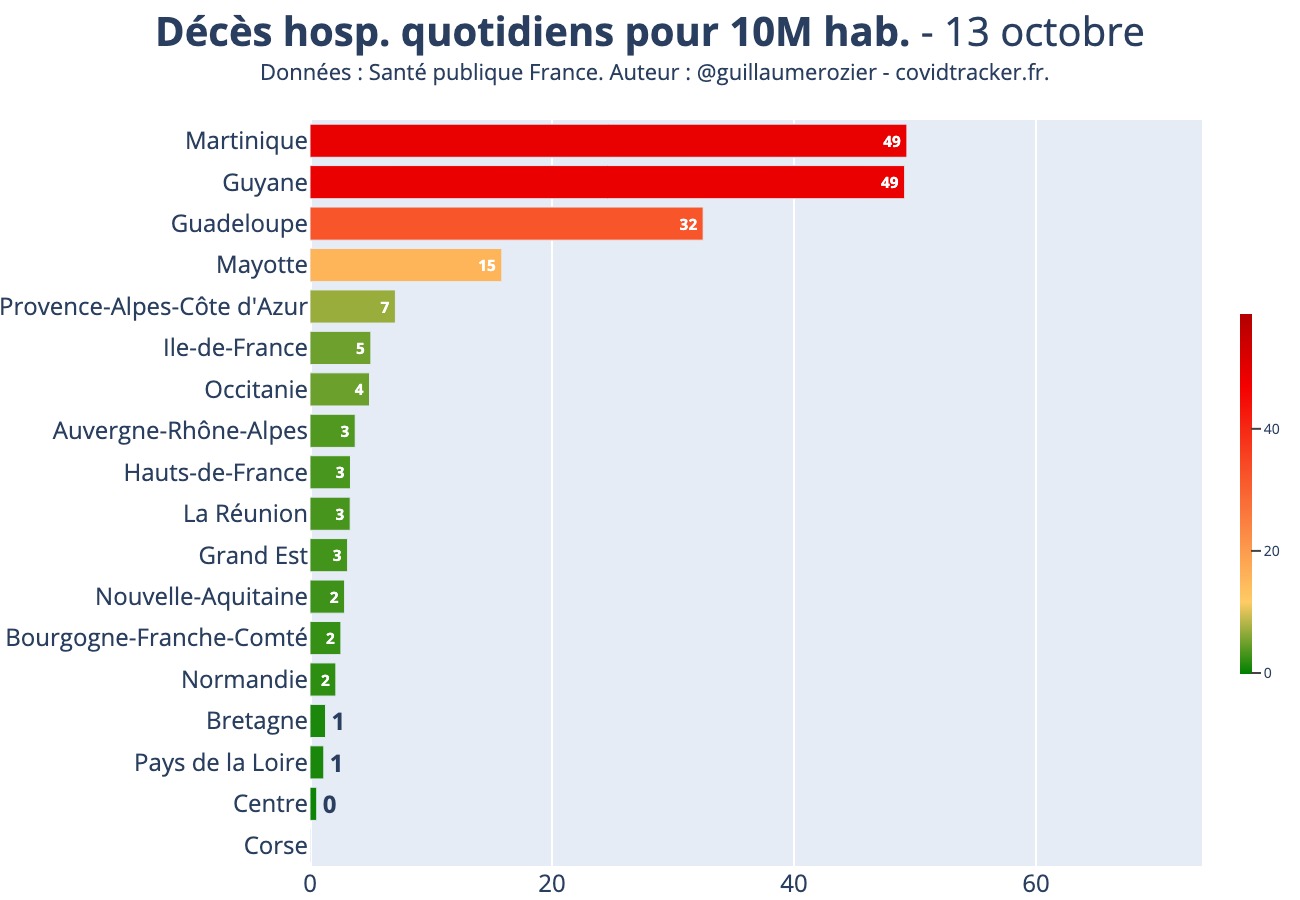 Décès hosp. quotidiens pour 10M hab. - 13 octobre
Données : Santé publique France. Auteur : @guillaumerozier - covidtracker.fr.
Martinique 49
Guyane 49
Guadeloupe 32
Mayotte 15
Provence-Alpes-Côte d'Azur 7
Ile-de-France 5
Occitanie 4
Auvergne-Rhône-Alpes 3
Hauts-de-France 3
La Réunion 3
Grand Est 3
Nouvelle-Aquitaine 2
Bourgogne-Franche-Comté 2
Normandie 2
Bretagne 1
Pays de la Loire 1
Centre 0
Corse
0 20 40 60
40
20
0